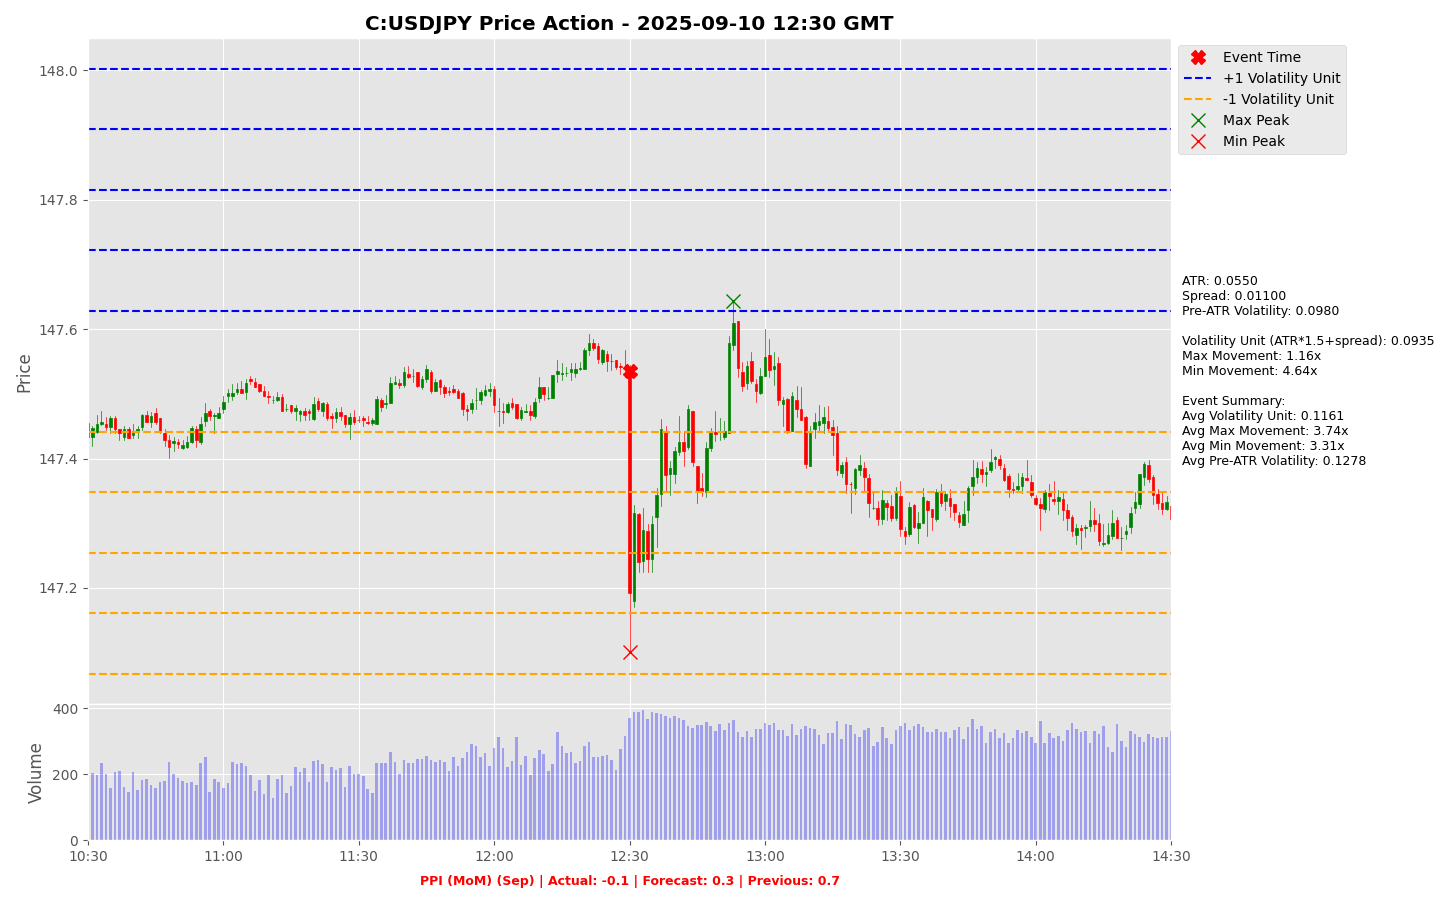 C:USDJPY Price Action - 2025-09-10 12:30 GMT
Event Time
+1 Volatility Unit
-1 Volatility Unit
Max Peak
Min Peak
Price
148.0
147.8
147.6
147.4
147.2
ATR: 0.0550
Spread: 0.01100
Pre-ATR Volatility: 0.0980
Volatility Unit (ATR*1.5+spread): 0.0935
Max Movement: 1.16x
Min Movement: 4.64x
Event Summary:
Avg Volatility Unit: 0.1161
Avg Max Movement: 3.74x
Avg Min Movement: 3.31x
Avg Pre-ATR Volatility: 0.1278
Volume
400
200
0
10:30 11:00 11:30 12:00 12:30 13:00 13:30 14:00 14:30
PPI (MoM) (Sep) | Actual: -0.1 | Forecast: 0.3 | Previous: 0.7